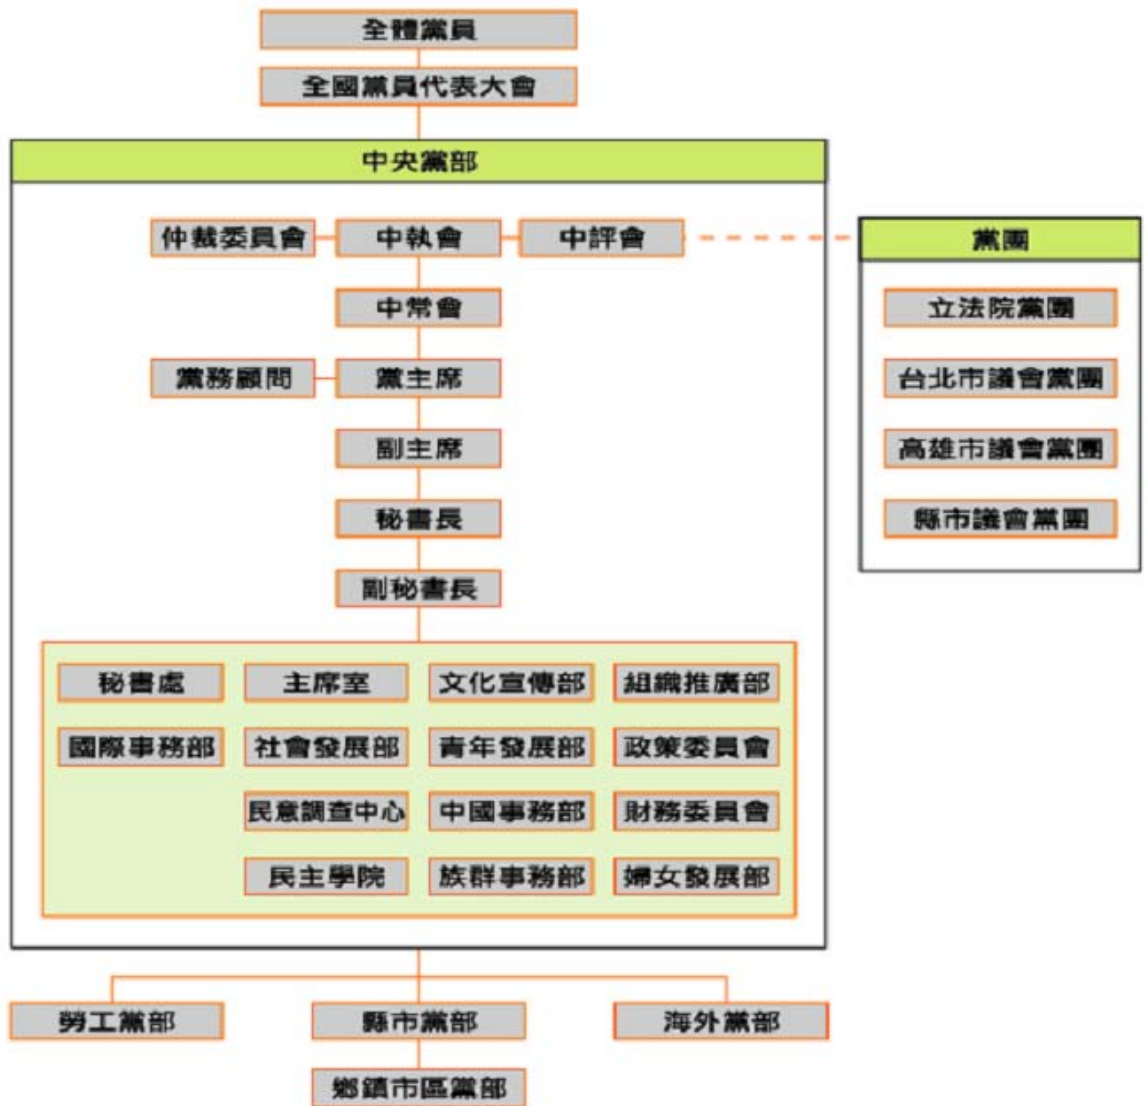 全體黨員
全國黨員代表大會
中央黨部
仲裁委員會 中執會 中評會
黨團
中常會
立法院黨團
黨務顧問 黨主席
台北市議會黨團
副主席
高雄市議會黨團
秘書長
縣市議會黨團
副秘書長
秘書處 主席室 文化宣傳部 組織推廣部
國際事務部 社會發展部 青年發展部 政策委員會
民意調查中心 中國事務部 財務委員會
民主學院 族群事務部 婦女發展部
勞工黨部 縣市黨部 海外黨部
鄉鎮市區黨部